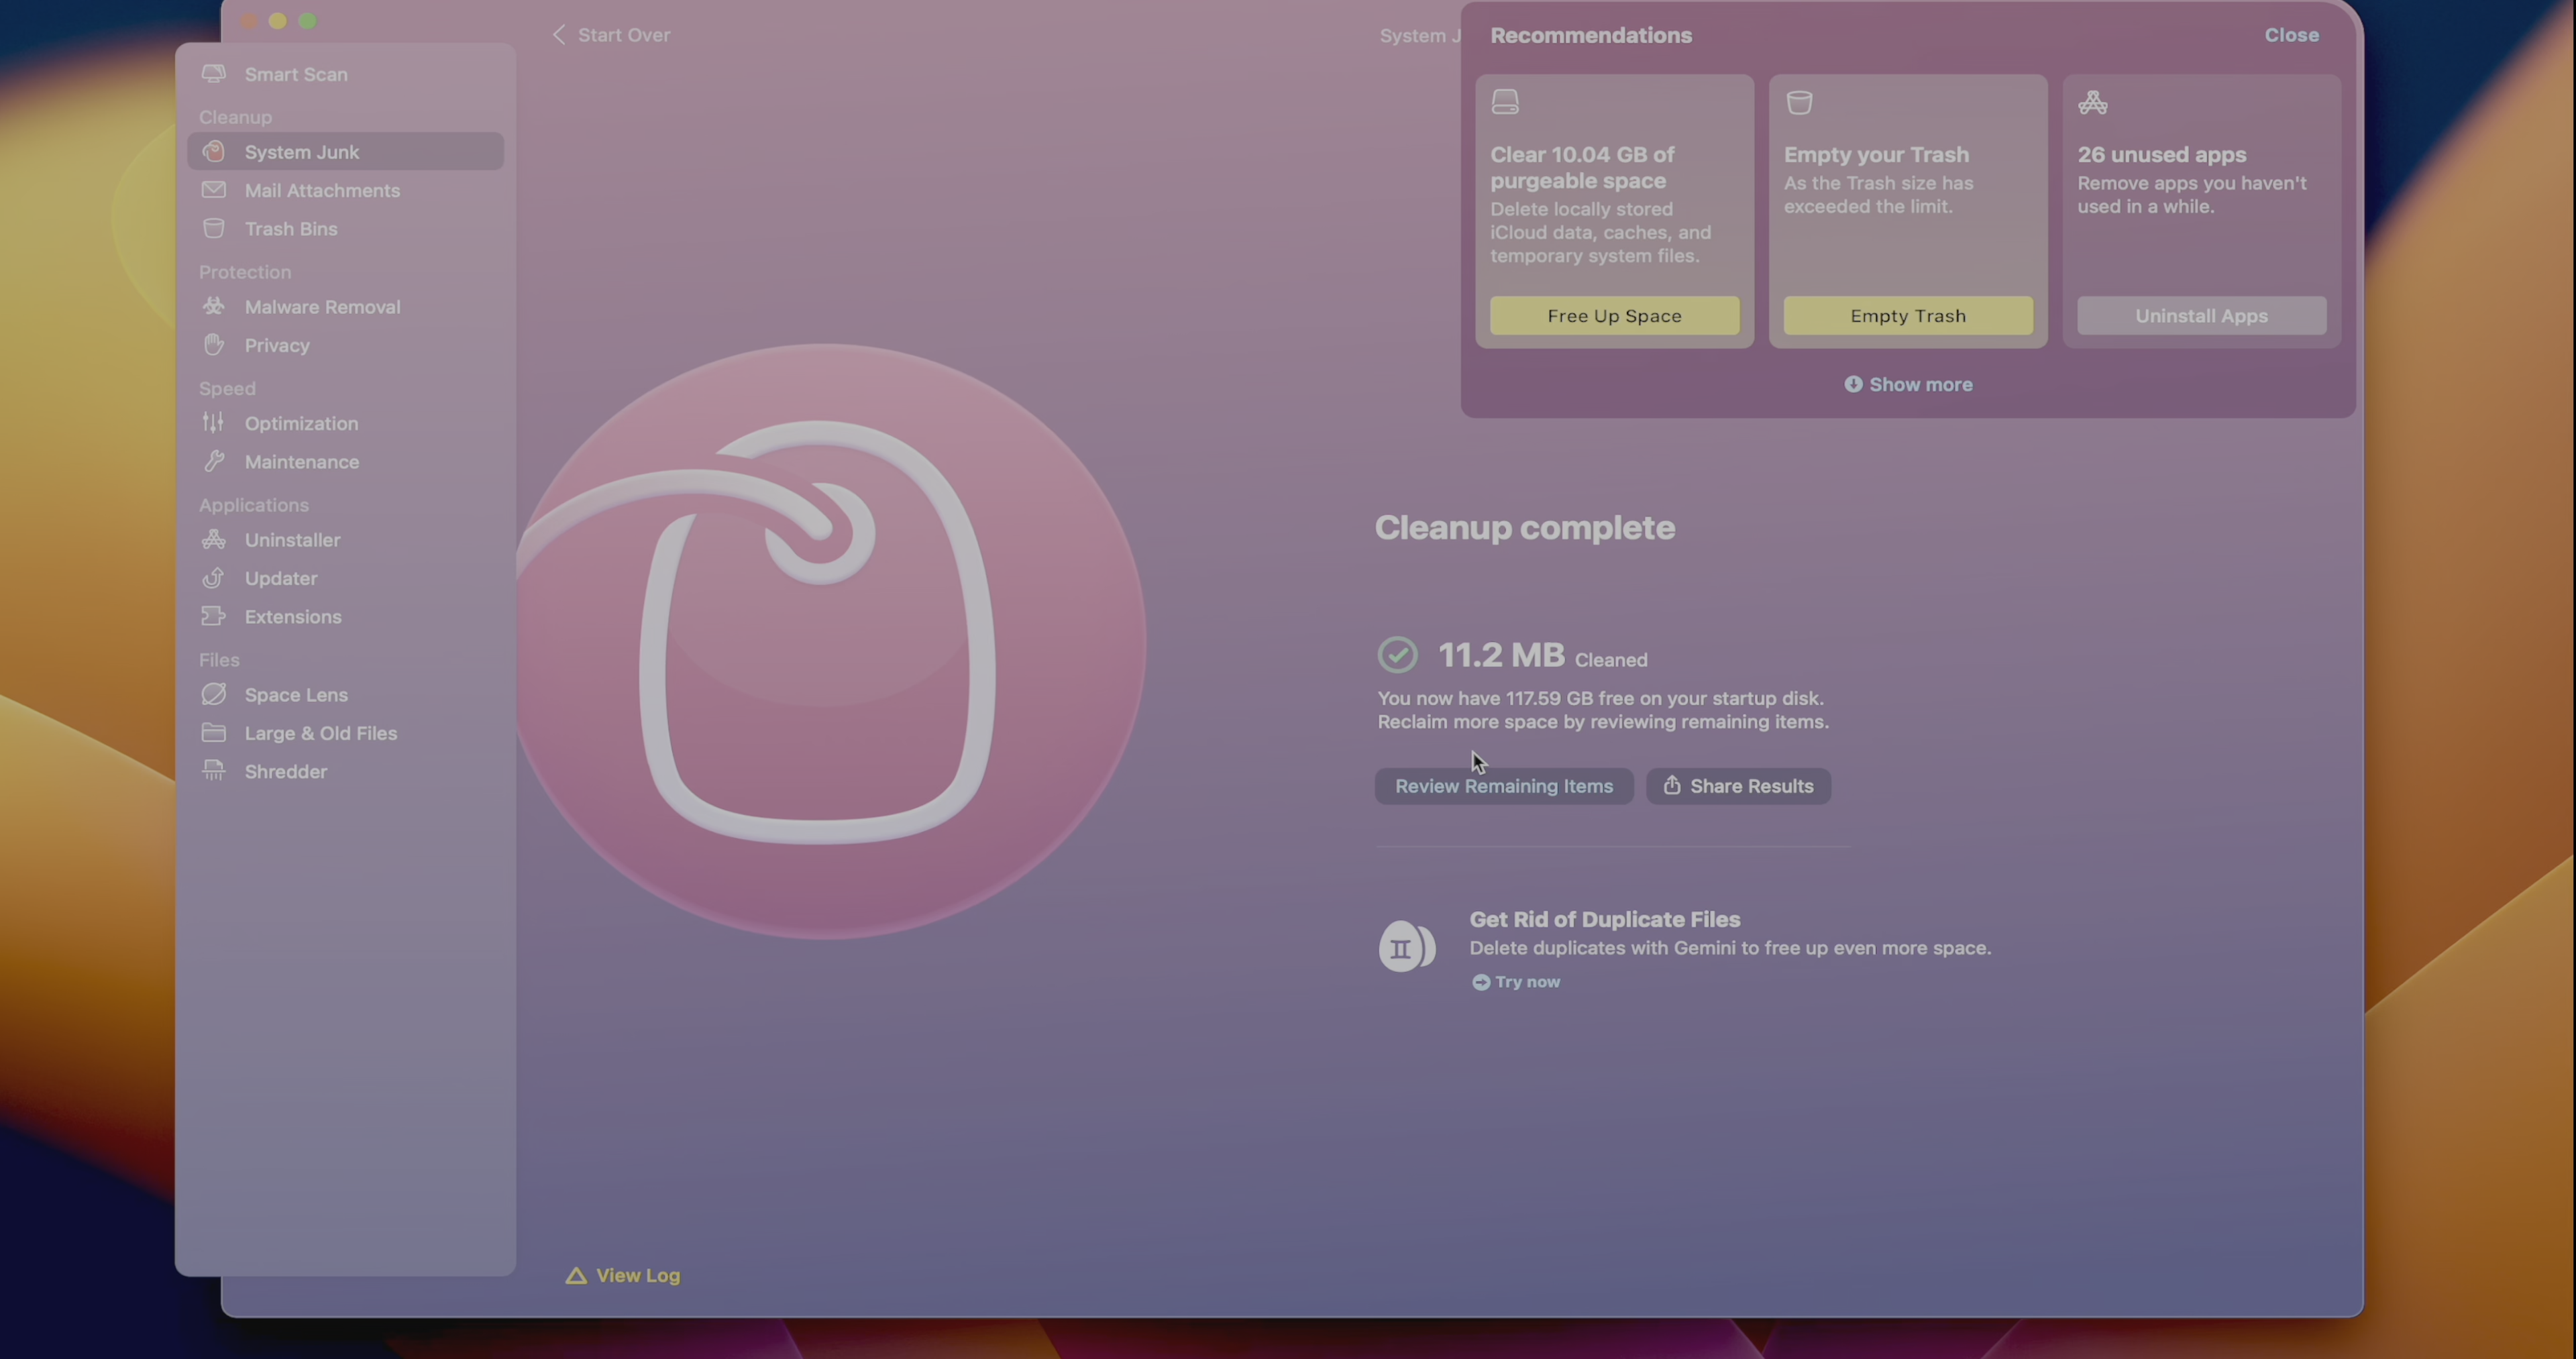 Start Over
System J
Recommendations
Close
Smart Scan
Cleanup
System Junk
Mail Attachments
Trash Bins
Protection
Malware Removal
Privacy
Speed
Optimization
Maintenance
Applications
Uninstaller
Updater
Extensions
Files
Space Lens
Large & Old Files
Shredder
Clear 10.04 GB of
purgeable space
Delete locally stored
iCloud data, caches, and
temporary system files.
Free Up Space
Empty your Trash
As the Trash size has
exceeded the limit.
Empty Trash
26 unused apps
Remove apps you haven't
used in a while.
Uninstall Apps
Show more
Cleanup complete
11.2 MB Cleaned
You now have 117.59 GB free on your startup disk.
Reclaim more space by reviewing remaining items.
Review Remaining Items
Share Results
Get Rid of Duplicate Files
Delete duplicates with Gemini to free up even more space.
Try now
View Log